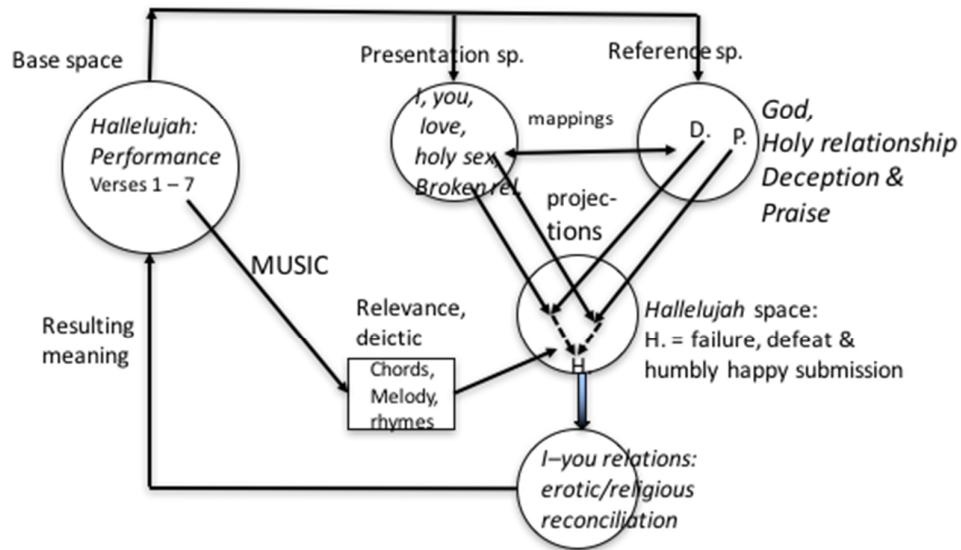 Base space
Hallelujah:
Performance
Verses 1 – 7
Presentation sp.
I, you,
love,
holy sex,
Broken rel.
mappings
Reference sp.
D. P.
God,
Holy relationship
Deception &
Praise
projec-
tions
MUSIC
Relevance,
deictic
Chords,
Melody,
rhymes
H.
Hallelujah space:
H. = failure, defeat &
humbly happy submission
Resulting
meaning
I–you relations:
erotic/religious
reconciliation